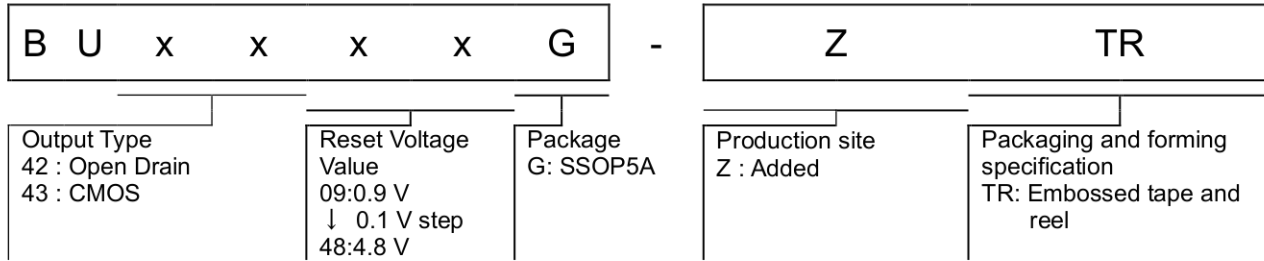 B U x x x x G - Z TR
Output Type
42 : Open Drain
43 : CMOS
Reset Voltage
Value
09:0.9 V
↓ 0.1 V step
48:4.8 V
Package
G: SSOP5A
Production site
Z : Added
Packaging and forming
specification
TR: Embossed tape and
reel